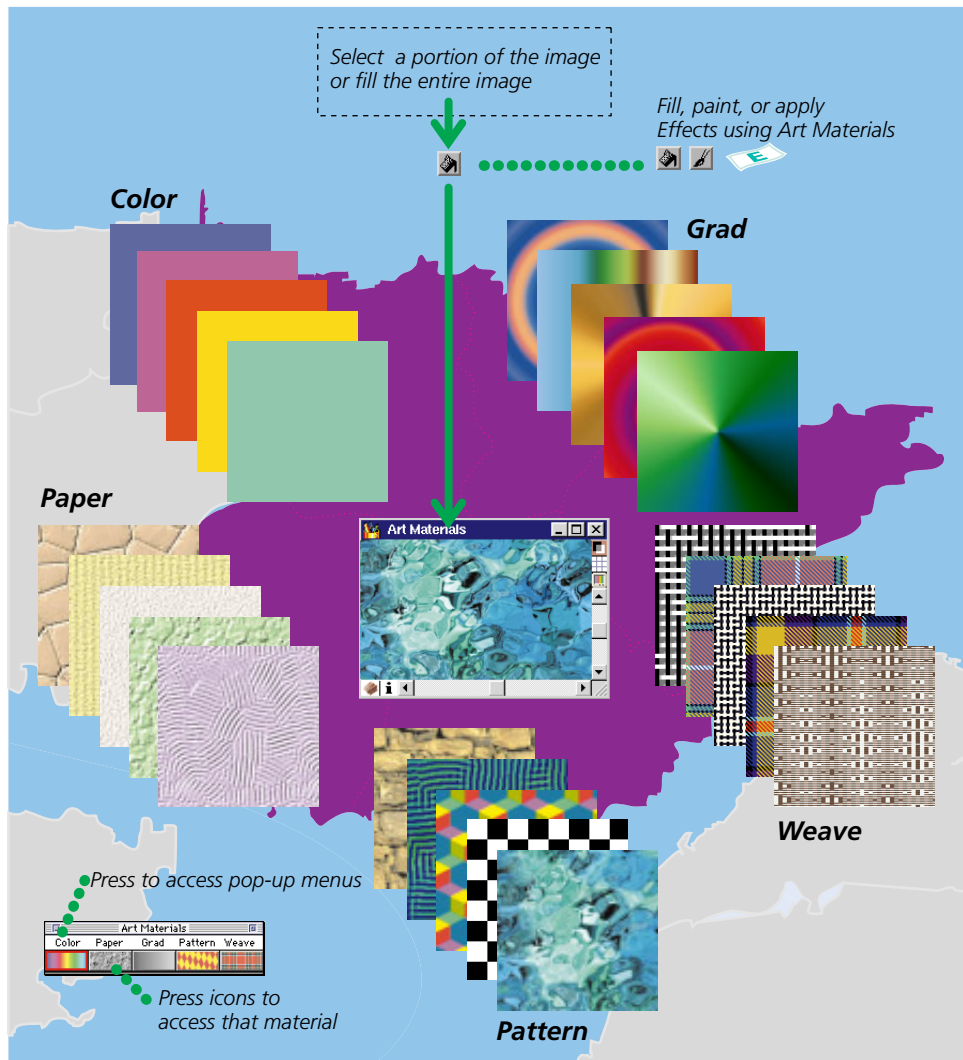 Select a portion of the image
or fill the entire image
Fill, paint, or apply
Effects using Art Materials
E
Color
Grad
Paper
Art Materials
i
Weave
Press to access pop-up menus
Art Materials
Color Paper Grad Pattern Weave
Press icons to
access that material
Pattern